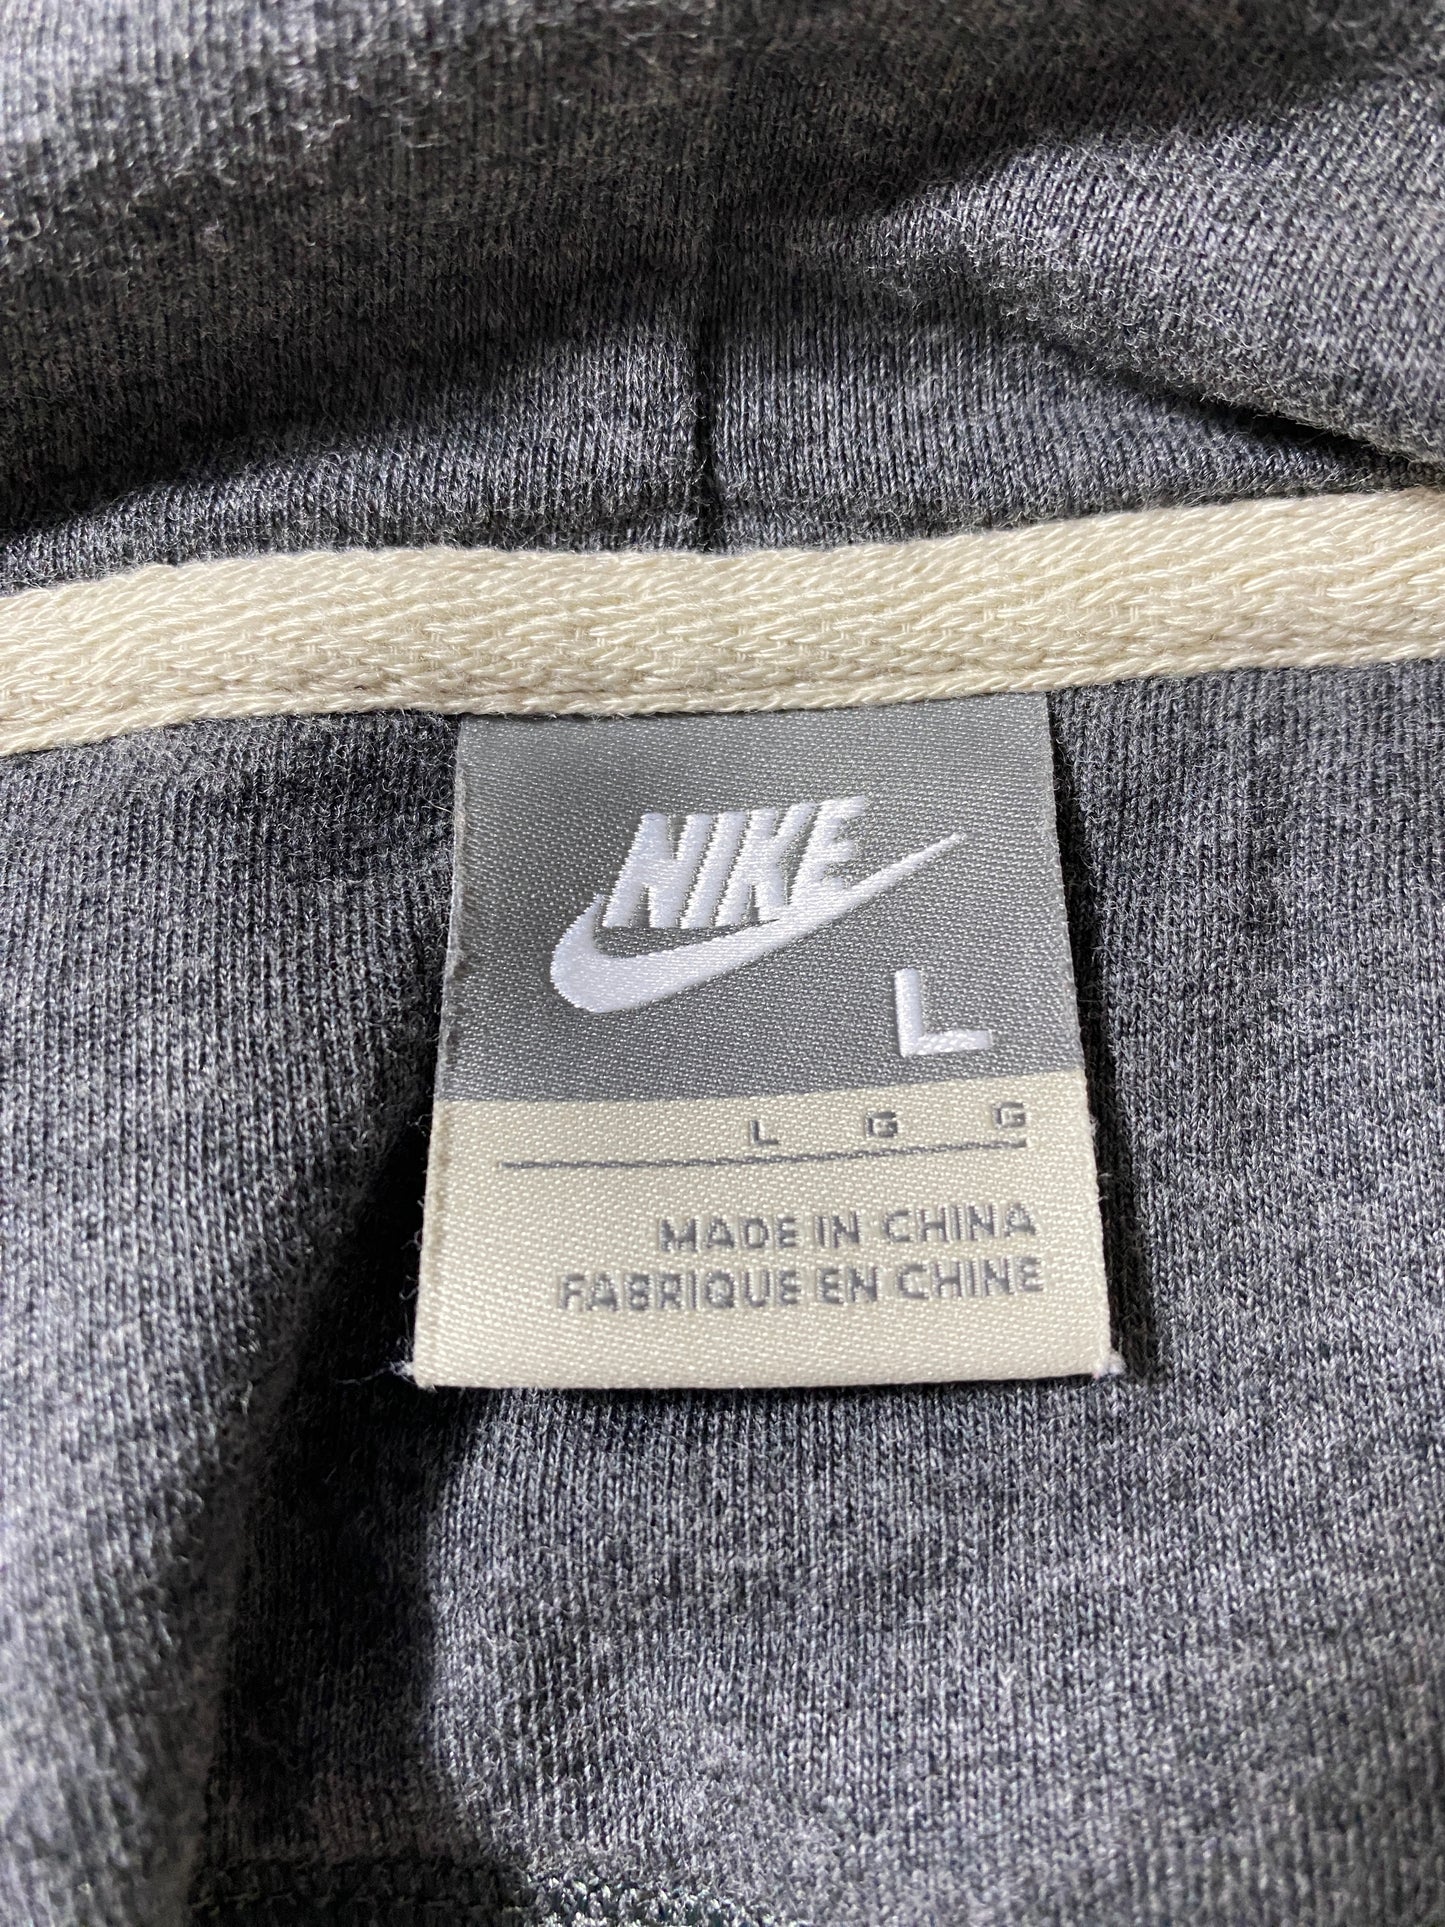 NIKE
L
L G G
MADE IN CHINA
FABRIQUE EN CHINE